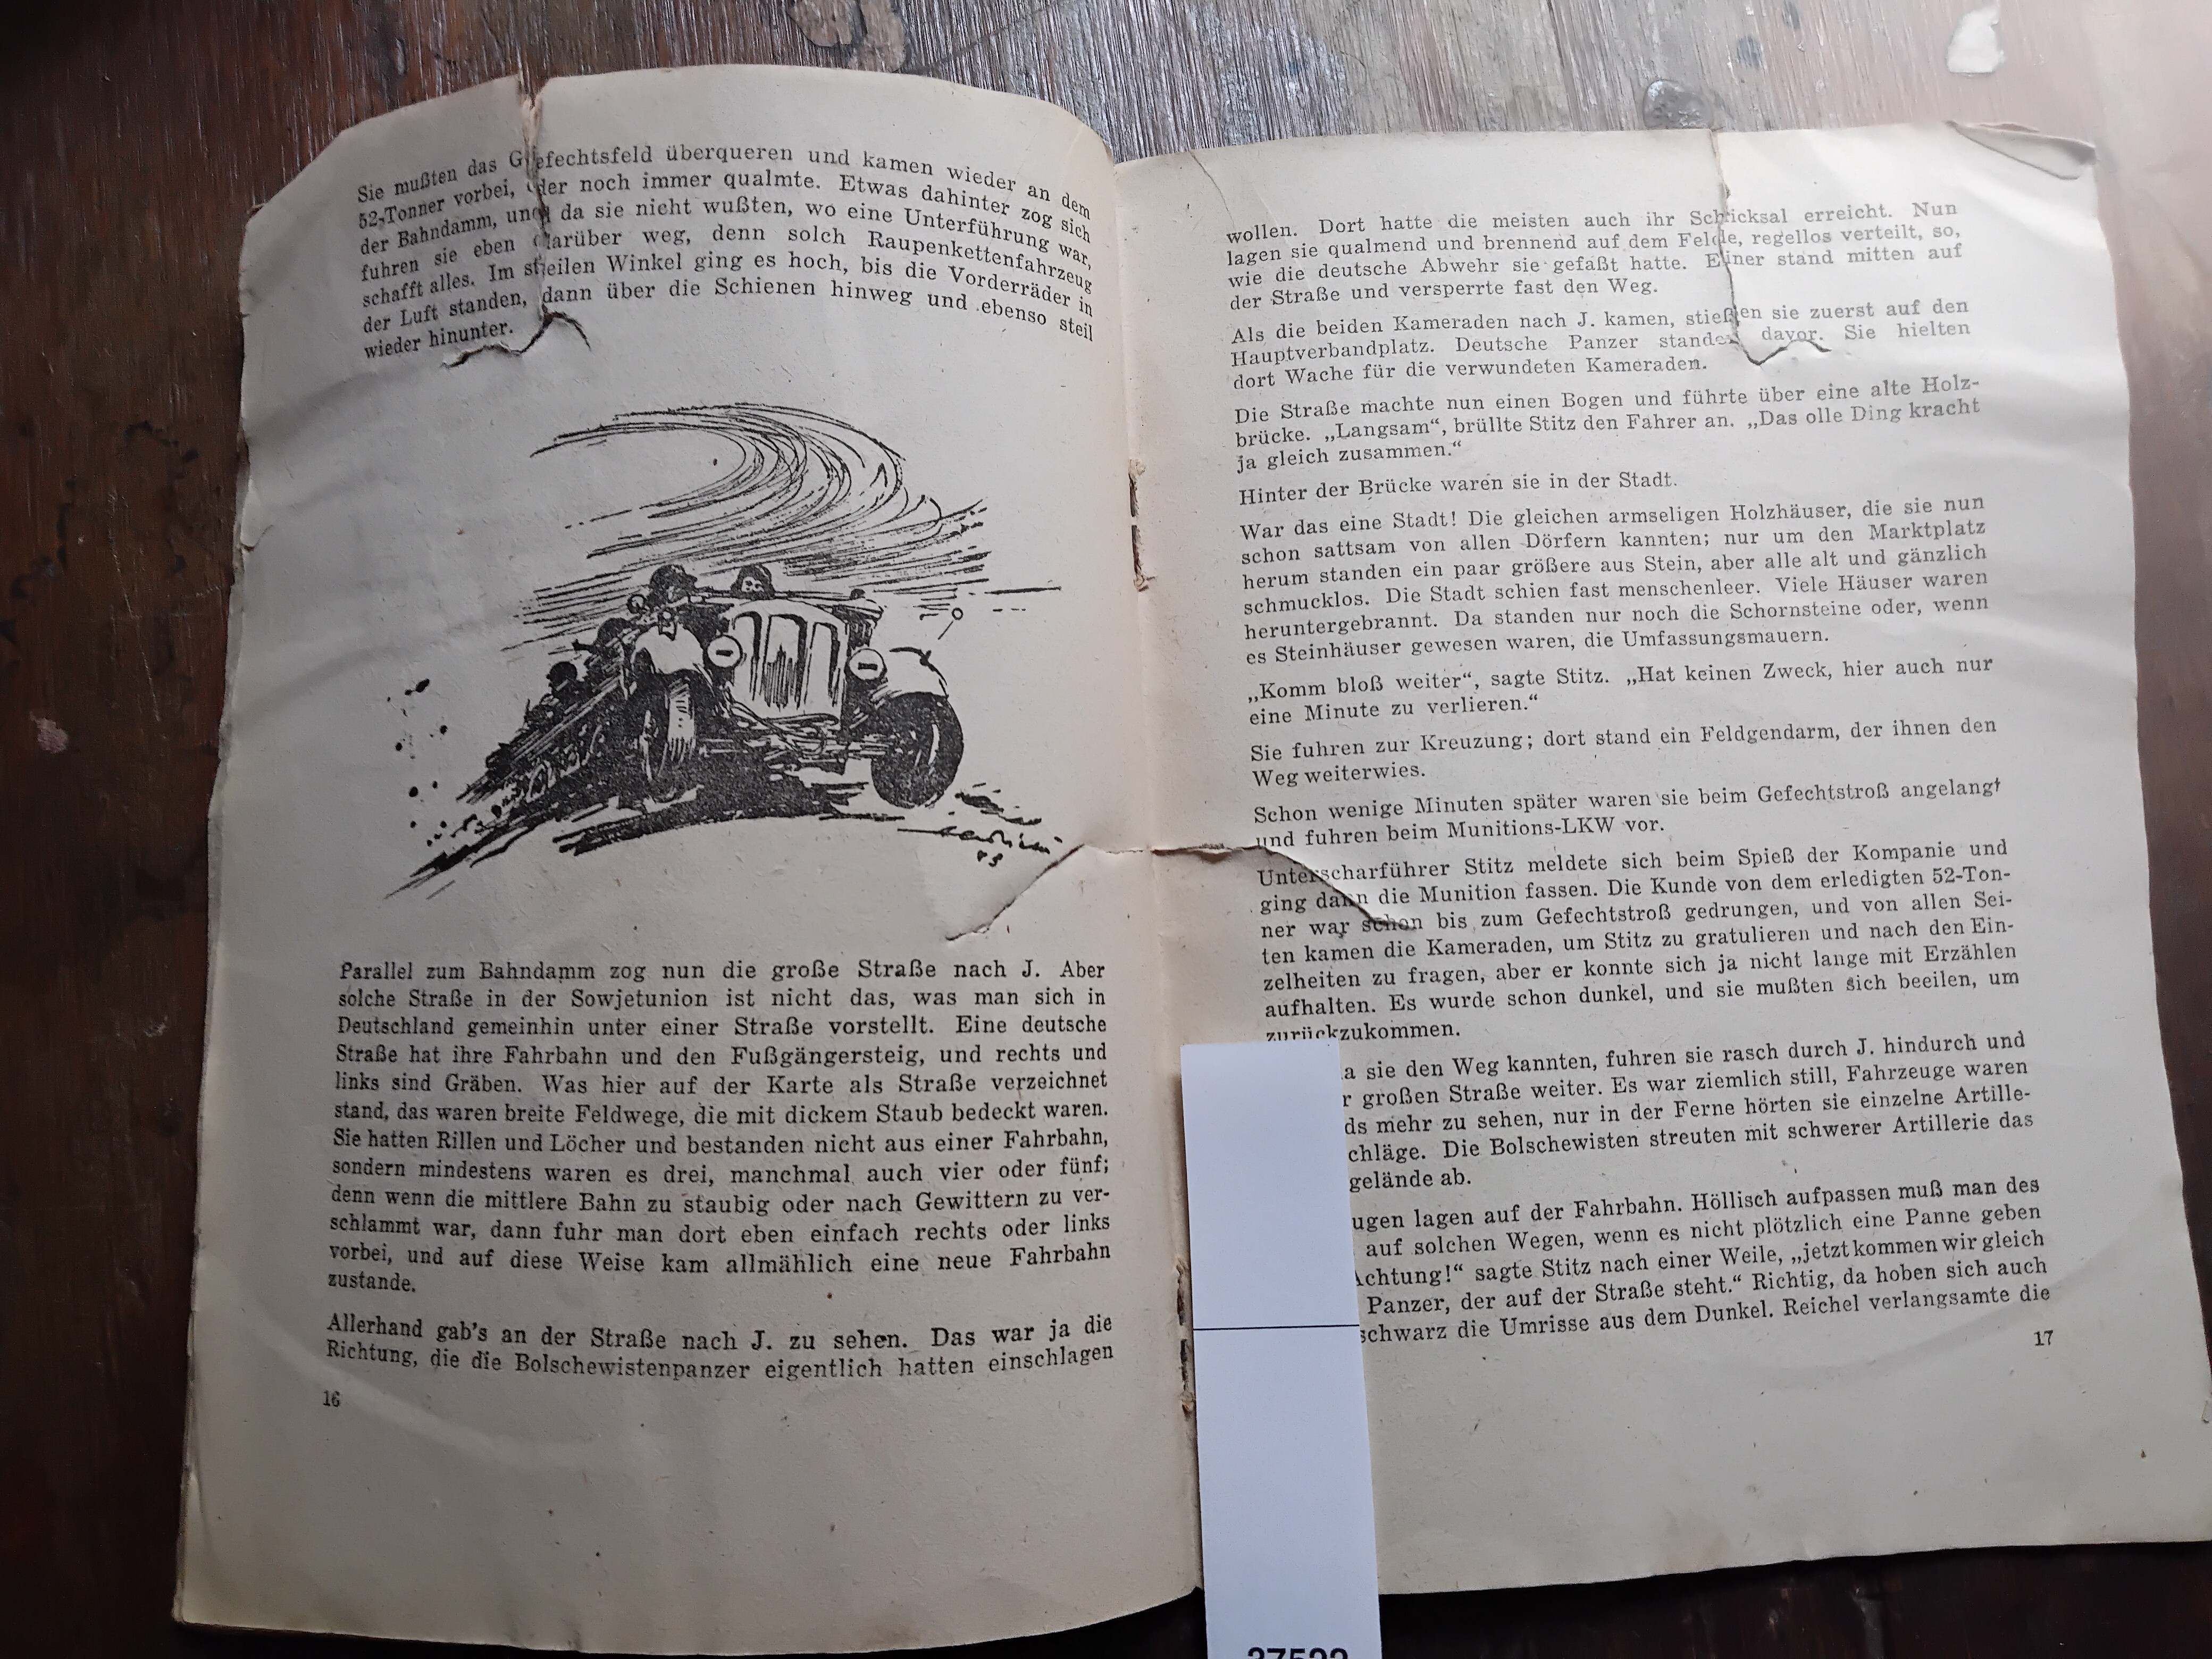 Sie mußten das Gefechtsfeld überqueren und kamen wieder an dem
52-Tonner vorbei, der noch immer qualmte. Etwas dahinter zog sich
der Bahndamm, und da sie nicht wußten, wo eine Unterführung war,
fuhren sie eben darüber weg, denn solch Raupenkettenfahrzeug
schafft alles. Im steilen Winkel ging es hoch, bis die Vorderräder in
der Luft standen, dann über die Schienen hinweg und ebenso steil
wieder hinunter.
Parallel zum Bahndamm zog nun die große Straße nach J. Aber
solche Straße in der Sowjetunion ist nicht das, was man sich in
Deutschland gemeinhin unter einer Straße vorstellt. Eine deutsche
Straße hat ihre Fahrbahn und den Fußgängersteig, und rechts und
links sind Gräben. Was hier auf der Karte als Straße verzeichnet
stand, das waren breite Feldwege, die mit dickem Staub bedeckt waren.
Sie hatten Rillen und Löcher und bestanden nicht aus einer Fahrbahn,
sondern mindestens waren es drei, manchmal auch vier oder fünf;
denn wenn die mittlere Bahn zu staubig oder nach Gewittern zu ver-
schlammt war, dann fuhr man dort eben einfach rechts oder links
vorbei, und auf diese Weise kam allmählich eine neue Fahrbahn
zustande.
Allerhand gab's an der Straße nach J. zu sehen. Das war ja die
Richtung, die die Bolschewistenpanzer eigentlich hatten einschlagen
16
wollen. Dort hatte die meisten auch ihr Schicksal erreicht. Nun
lagen sie qualmend und brennend auf dem Felde, regellos verteilt, so,
wie die deutsche Abwehr sie gefaßt hatte. Einer stand mitten auf
der Straße und versperrte fast den Weg.
Als die beiden Kameraden nach J. kamen, stießen sie zuerst auf den
Hauptverbandplatz. Deutsche Panzer standen davor. Sie hielten
dort Wache für die verwundeten Kameraden.
Die Straße machte nun einen Bogen und führte über eine alte Holz-
brücke. „Langsam“, brüllte Stitz den Fahrer an. „Das olle Ding kracht
ja gleich zusammen.“
Hinter der Brücke waren sie in der Stadt.
War das eine Stadt! Die gleichen armseligen Holzhäuser, die sie nun
schon sattsam von allen Dörfern kannten; nur um den Marktplatz
herum standen ein paar größere aus Stein, aber alle alt und gänzlich
schmucklos. Die Stadt schien fast menschenleer. Viele Häuser waren
heruntergebrannt. Da standen nur noch die Schornsteine oder, wenn
es Steinhäuser gewesen waren, die Umfassungsmauern.
„Komm bloß weiter“, sagte Stitz. „Hat keinen Zweck, hier auch nur
eine Minute zu verlieren.“
Sie fuhren zur Kreuzung; dort stand ein Feldgendarm, der ihnen den
Weg weiterwies.
Schon wenige Minuten später waren sie beim Gefechtstroß angelangt
und fuhren beim Munitions-LKW vor.
Unterscharführer Stitz meldete sich beim Spieß der Kompanie und
ging dann die Munition fassen. Die Kunde von dem erledigten 52-Ton-
ner war schon bis zum Gefechtstroß gedrungen, und von allen Sei-
ten kamen die Kameraden, um Stitz zu gratulieren und nach den Ein-
zelheiten zu fragen, aber er konnte sich ja nicht lange mit Erzählen
aufhalten. Es wurde schon dunkel, und sie mußten sich beeilen, um
zurückzukommen.
a sie den Weg kannten, fuhren sie rasch durch J. hindurch und
r großen Straße weiter. Es war ziemlich still, Fahrzeuge waren
ds mehr zu sehen, nur in der Ferne hörten sie einzelne Artille-
chläge. Die Bolschewisten streuten mit schwerer Artillerie das
gelände ab.
ugen lagen auf der Fahrbahn. Höllisch aufpassen muß man des
auf solchen Wegen, wenn es nicht plötzlich eine Panne geben
Achtung!“ sagte Stitz nach einer Weile, „jetzt kommen wir gleich
Panzer, der auf der Straße steht.“ Richtig, da hoben sich auch
schwarz die Umrisse aus dem Dunkel. Reichel verlangsamte die
17